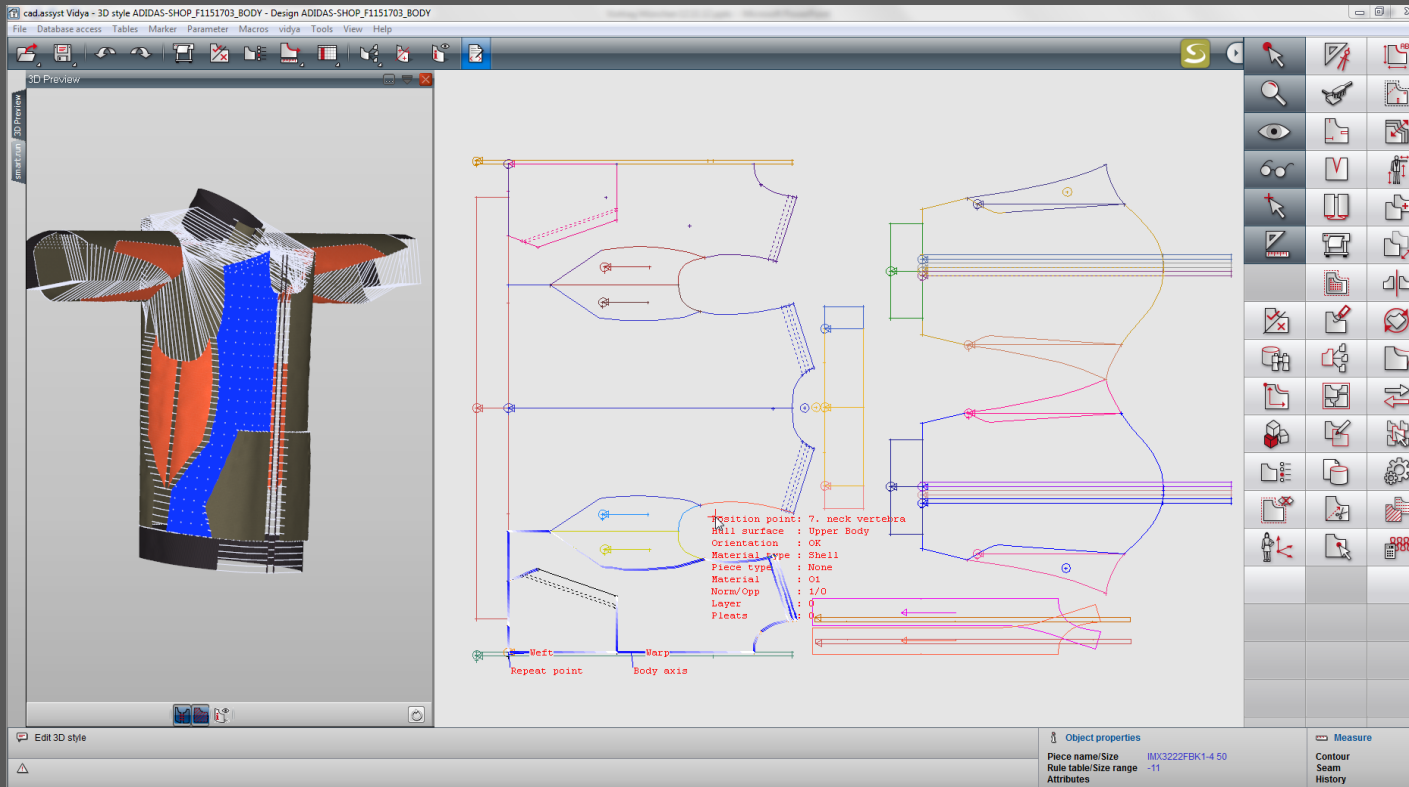 cad.assyst Vidya - 3D style ADIDAS-SHOP_F1151703_BODY - Design ADIDAS-SHOP_F1151703_BODY
File Database access Tables Marker Parameter Macros vidya Tools View Help
3D Preview
3D Preview
smart.run
Position point: 7. neck vertebra
Hull surface : Upper Body
Orientation : OK
Material type : Shell
Piece type : None
Material : O1
Norm/Opp : 1/0
Layer : 0
Pleats : 0
Weft
Warp
Repeat point
Body axis
Edit 3D style
Object properties
Piece name/Size IMX3222FBK1-4 50
Rule table/Size range -11
Attributes
Measure
Contour
Seam
History